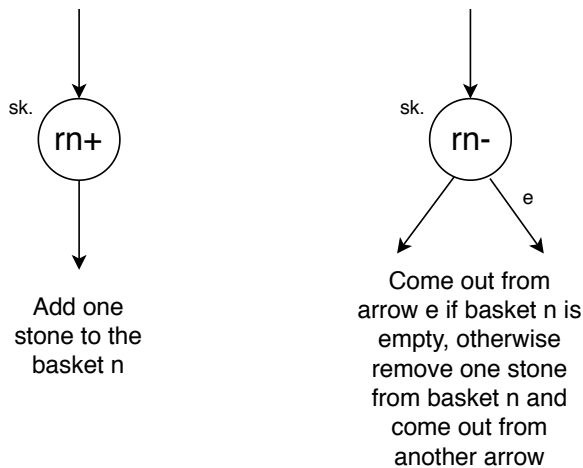 sk.
rn+
Add one
stone to the
basket n
sk.
rn-
e
Come out from
arrow e if basket n is
empty, otherwise
remove one stone
from basket n and
come out from
another arrow